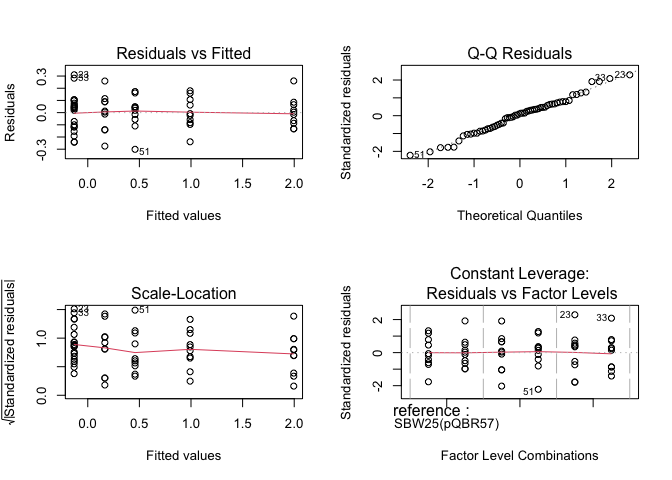 Residuals vs Fitted
Residuals
0.3
0.0
-0.3
23
33
51
0.0 0.5 1.0 1.5 2.0
Fitted values
Q-Q Residuals
Standardized residuals
2
0
-2
33
23
51
-2 -1 0 1 2
Theoretical Quantiles
Scale-Location
√|Standardized residuals|
1.0
0.0
23
33
51
0.0 0.5 1.0 1.5 2.0
Fitted values
Constant Leverage:
Residuals vs Factor Levels
Standardized residuals
2
0
-2
23
33
51
reference :
SBW25(pQBR57)
Factor Level Combinations